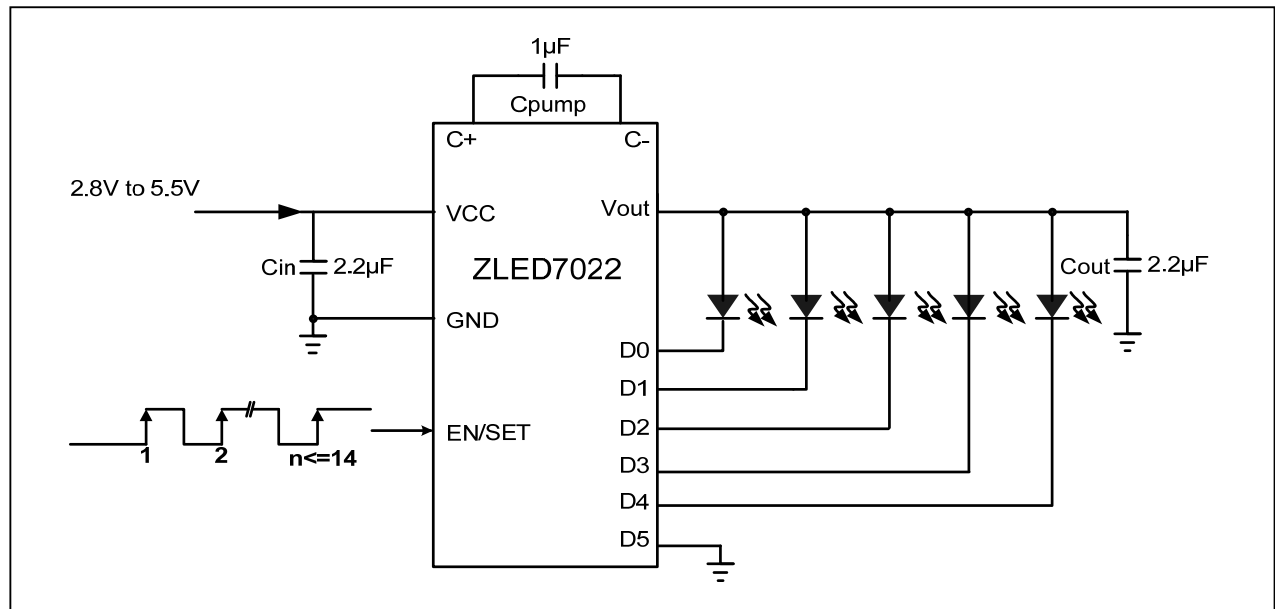 1µF
Cpump
C+
C-
2.8V to 5.5V
VCC
Vout
Cin
2.2µF
ZLED7022
Cout
2.2µF
GND
D0
D1
D2
EN/SET
1
2
n<=14
D3
D4
D5